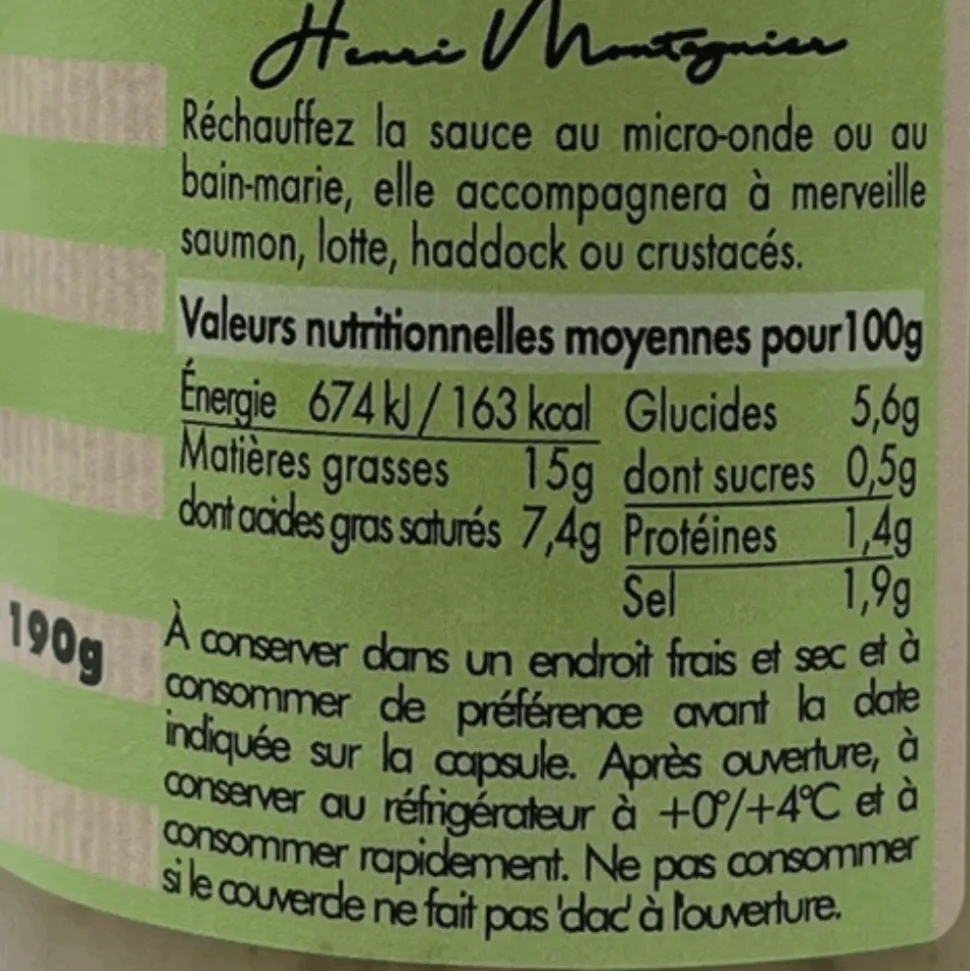 Henri Montagnier
Réchauffez la sauce au micro-onde ou au
bain-marie, elle accompagnera à merveille
saumon, lotte, haddock ou crustacés.
Valeurs nutritionnelles moyennes pour100g
Énergie 674 kJ / 163 kcal Glucides 5,6g
Matières grasses 15g dont sucres 0,5g
dont acides gras saturés 7,4g Protéines 1,4g
Sel 1,9g
190g
À conserver dans un endroit frais et sec et à
consommer de préférence avant la date
indiquée sur la capsule. Après ouverture, à
conserver au réfrigérateur à +0°/+4°C et à
consommer rapidement. Ne pas consommer
si le couvercle ne fait pas 'clac' à l'ouverture.